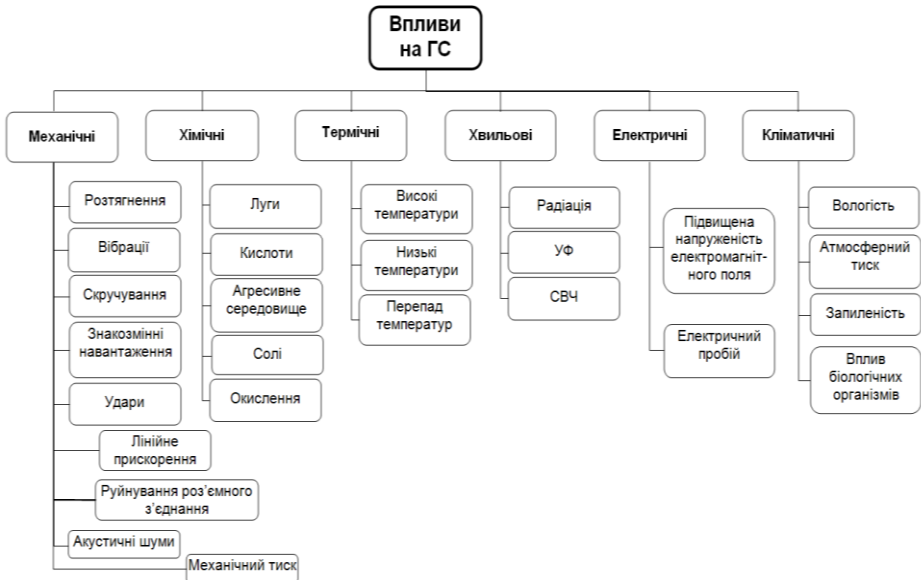 Впливи
на ГС
Механічні
Хімічні
Термічні
Хвильові
Електричні
Кліматичні
Розтягнення
Вібрації
Скручування
Знакозмінні
навантаження
Удари
Лінійне
прискорення
Руйнування роз’ємного
з’єднання
Акустичні шуми
Механічний тиск
Луги
Кислоти
Агресивне
середовище
Солі
Окислення
Високі
температури
Низькі
температури
Перепад
температур
Радіація
УФ
СВЧ
Підвищена
напруженість
електромагніт-
ного поля
Електричний
пробій
Вологість
Атмосферний
тиск
Запиленість
Вплив
біологічних
організмів